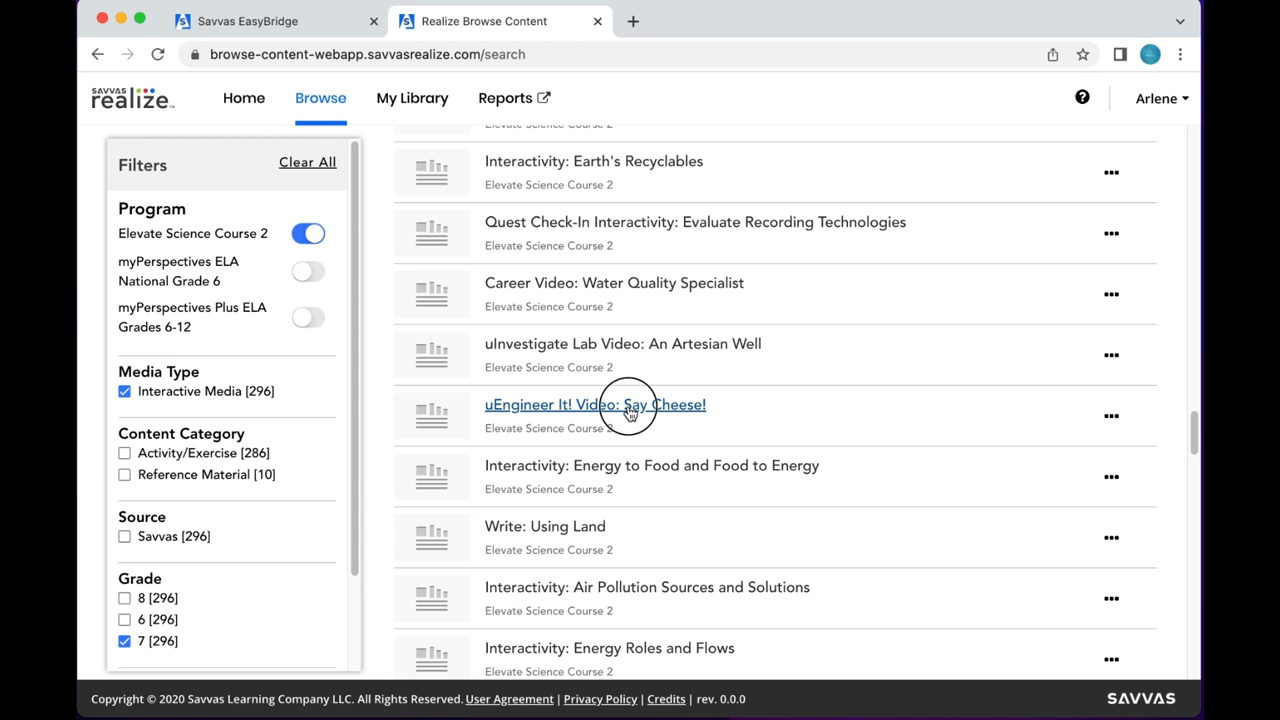 Savvas EasyBridge
Realize Browse Content
browse-content-webapp.savvasrealize.com/search
SAVVAS realize™
Home
Browse
My Library
Reports
Arlene
Filters
Clear All
Program
Elevate Science Course 2
myPerspectives ELA
National Grade 6
myPerspectives Plus ELA
Grades 6-12
Media Type
Interactive Media [296]
Content Category
Activity/Exercise [286]
Reference Material [10]
Source
Savvas [296]
Grade
8 [296]
6 [296]
7 [296]
Elevate Science Course 2
Interactivity: Earth's Recyclables
Elevate Science Course 2
Quest Check-In Interactivity: Evaluate Recording Technologies
Elevate Science Course 2
Career Video: Water Quality Specialist
Elevate Science Course 2
uInvestigate Lab Video: An Artesian Well
Elevate Science Course 2
uEngineer It! Video: Say Cheese!
Elevate Science Course 2
Interactivity: Energy to Food and Food to Energy
Elevate Science Course 2
Write: Using Land
Elevate Science Course 2
Interactivity: Air Pollution Sources and Solutions
Elevate Science Course 2
Interactivity: Energy Roles and Flows
Elevate Science Course 2
Copyright © 2020 Savvas Learning Company LLC. All Rights Reserved. User Agreement | Privacy Policy | Credits | rev. 0.0.0
SAVVAS